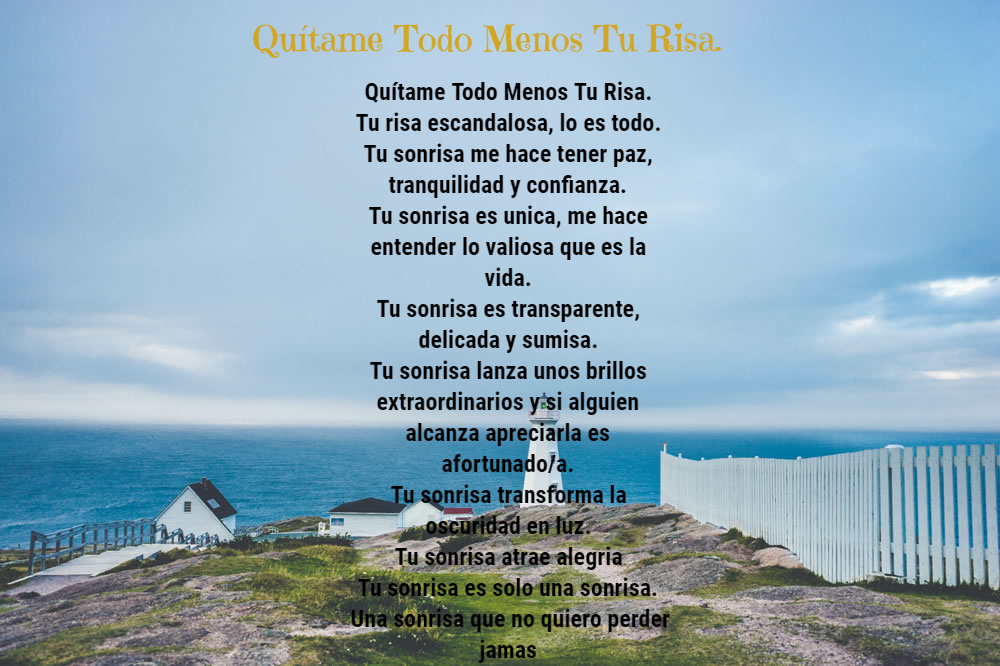 Quítame Todo Menos Tu Risa.
Quítame Todo Menos Tu Risa.
Tu risa escandalosa, lo es todo.
Tu sonrisa me hace tener paz,
tranquilidad y confianza.
Tu sonrisa es unica, me hace
entender lo valiosa que es la
vida.
Tu sonrisa es transparente,
delicada y sumisa.
Tu sonrisa lanza unos brillos
extraordinarios y si alguien
alcanza apreciarla es
afortunado/a.
Tu sonrisa transforma la
oscuridad en luz.
Tu sonrisa atrae alegria
Tu sonrisa es solo una sonrisa.
Una sonrisa que no quiero perder
jamas